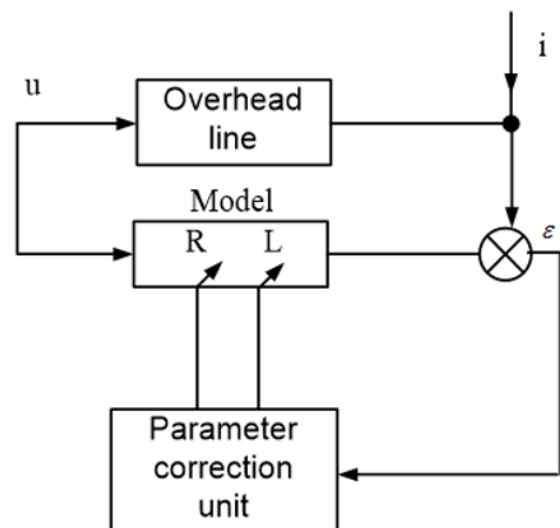 i
u
Overhead
line
Model
R L
ε
Parameter
correction
unit